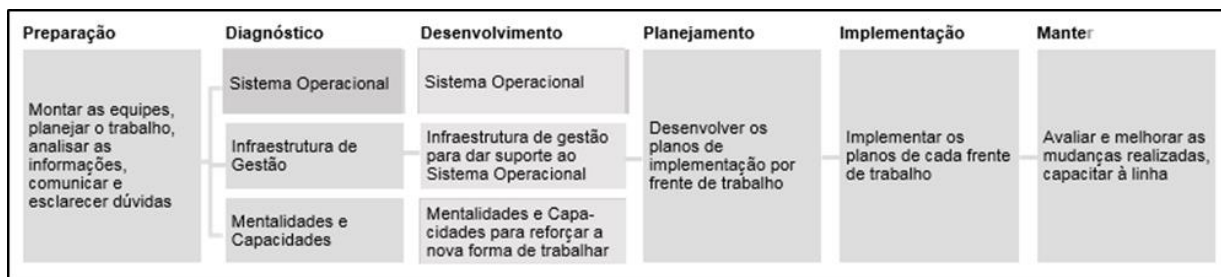 Preparação
Diagnóstico
Desenvolvimento
Planejamento
Implementação
Manter
Montar as equipes,
planejar o trabalho,
analisar as
informações,
comunicar e
esclarecer dúvidas
Sistema Operacional
Infraestrutura de
Gestão
Mentalidades e
Capacidades
Sistema Operacional
Infraestrutura de gestão
para dar suporte ao
Sistema Operacional
Mentalidades e Capa-
cidades para reforçar a
nova forma de trabalhar
Desenvolver os
planos de
implementação por
frente de trabalho
Implementar os
planos de cada frente
de trabalho
Avaliar e melhorar as
mudanças realizadas,
capacitar à linha